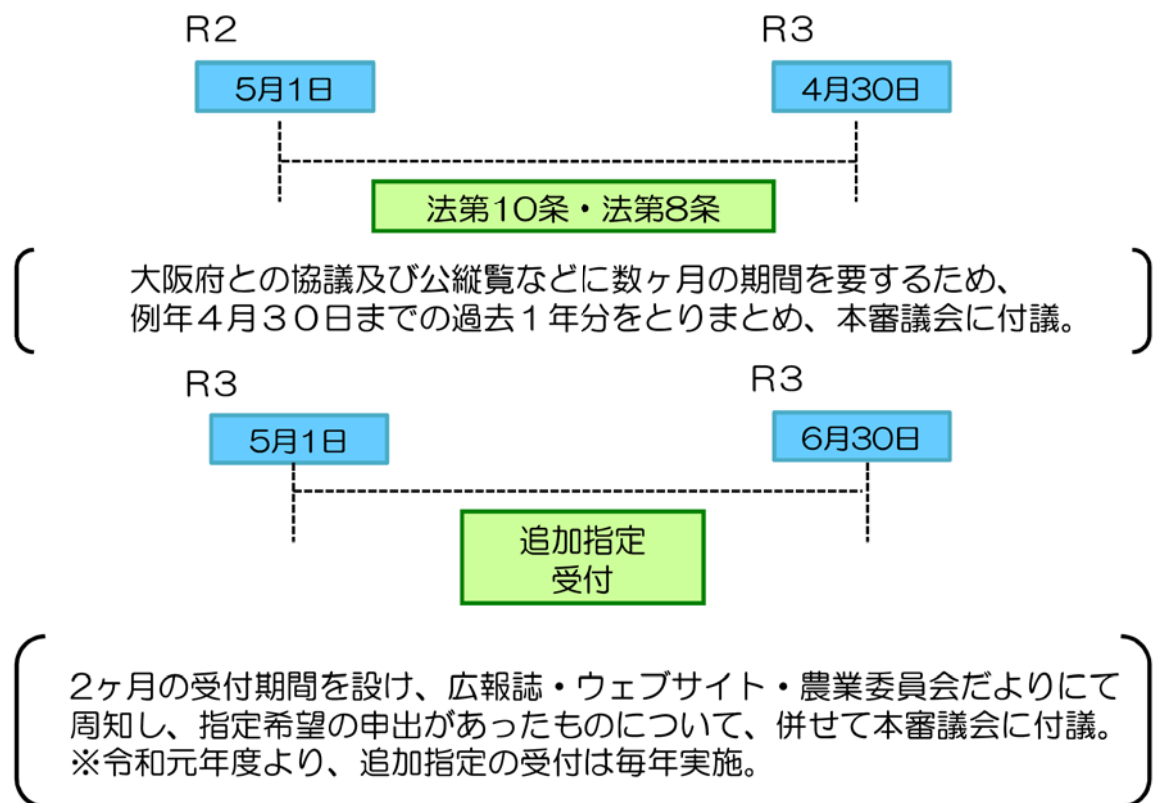 R2
R3
5月1日
4月30日
法第10条・法第8条
大阪府との協議及び公縦覧などに数ヶ月の期間を要するため、
例年4月30日までの過去1年分をとりまとめ、本審議会に付議。
R3
R3
5月1日
6月30日
追加指定
受付
2ヶ月の受付期間を設け、広報誌・ウェブサイト・農業委員会だよりにて
周知し、指定希望の申出があったものについて、併せて本審議会に付議。
※令和元年度より、追加指定の受付は毎年実施。